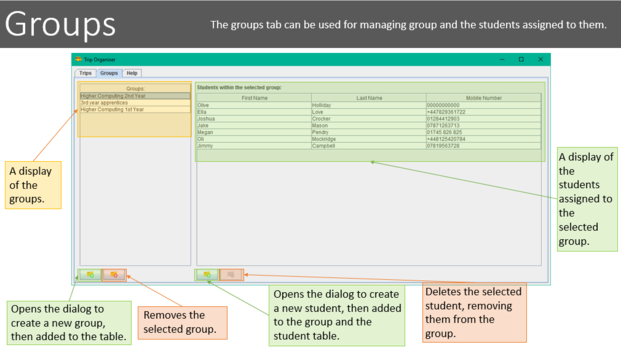 Groups
The groups tab can be used for managing group and the students assigned to them.
Trip Organiser
Trips Groups Help
Groups:
Higher Computing 2nd Year
3rd year apprentices
Higher Computing 1st Year
Students within the selected group:
First Name Last Name Mobile Number
Olive Holliday 00000000000
Ella Love +447829361722
Joshua Crocker 01284412903
Jake Mason 07871263713
Megan 01745 826 825
Oli Mockridge +448125420784
Jimmy Campbell 07819593728
A display
of the
groups.
A display of
the
students
assigned to
the
selected
group.
Opens the dialog to
create a new group,
then added to the table.
Removes the
selected group.
Opens the dialog to create
a new student, then added
to the group and the
student table.
Deletes the selected
student, removing
them from the
group.